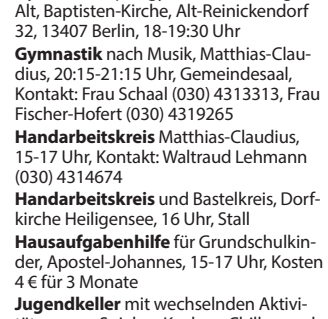 Alt, Baptisten-Kirche, Alt-Reinickendorf
32, 13407 Berlin, 18-19:30 Uhr
Gymnastik nach Musik, Matthias-Clau-
dius, 20:15-21:15 Uhr, Gemeindesaal,
Kontakt: Frau Schaal (030) 4313313, Frau
Fischer-Hofert (030) 4319265
Handarbeitskreis Matthias-Claudius,
15-17 Uhr, Kontakt: Waltraud Lehmann
(030) 4314674
Handarbeitskreis und Bastelkreis, Dorf-
kirche Heiligensee, 16 Uhr, Stall
Hausaufgabenhilfe für Grundschulkin-
der, Apostel-Johannes, 15-17 Uhr, Kosten
4 € für 3 Monate
Jugendkeller mit wechselnden Aktivi-